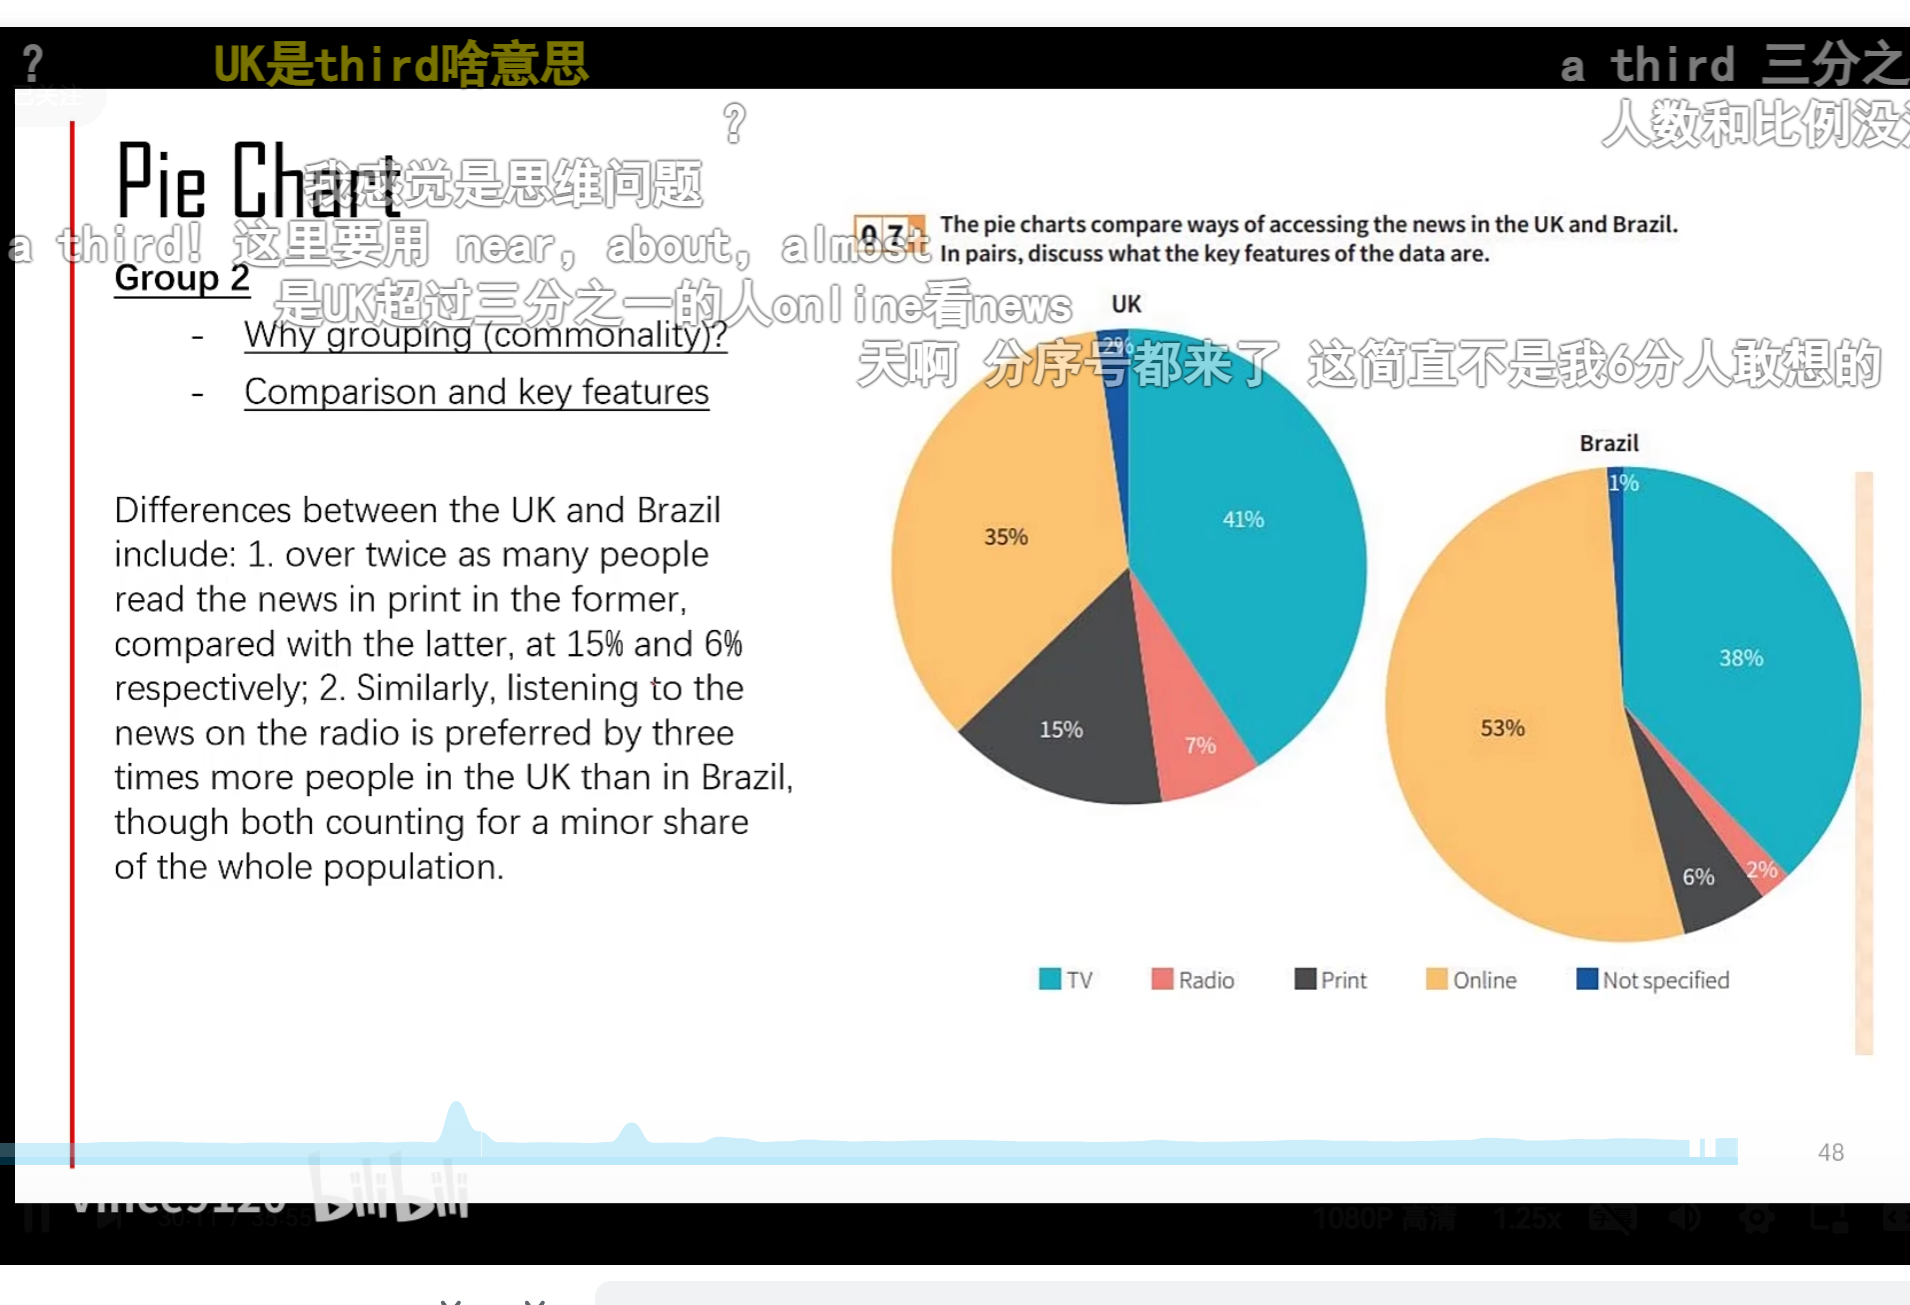 ?
UK是third啥意思
a third 三分之
?
人数和比例没
Pie Chart
我感觉是思维问题
a third! 这里要用 near, about, almost
07
The pie charts compare ways of accessing the news in the UK and Brazil.
In pairs, discuss what the key features of the data are.
Group 2
是UK超过三分之一的人online看news
UK
- Why grouping (commonality)?
2%
天啊 分序号都来了 这简直不是我6分人敢想的
- Comparison and key features
Brazil
1%
Differences between the UK and Brazil
include: 1. over twice as many people
read the news in print in the former,
compared with the latter, at 15% and 6%
respectively; 2. Similarly, listening to the
news on the radio is preferred by three
times more people in the UK than in Brazil,
though both counting for a minor share
of the whole population.
41%
35%
15%
7%
38%
53%
6%
2%
TV
Radio
Print
Online
Not specified
48
bilibili
1080P 高清
1.25x